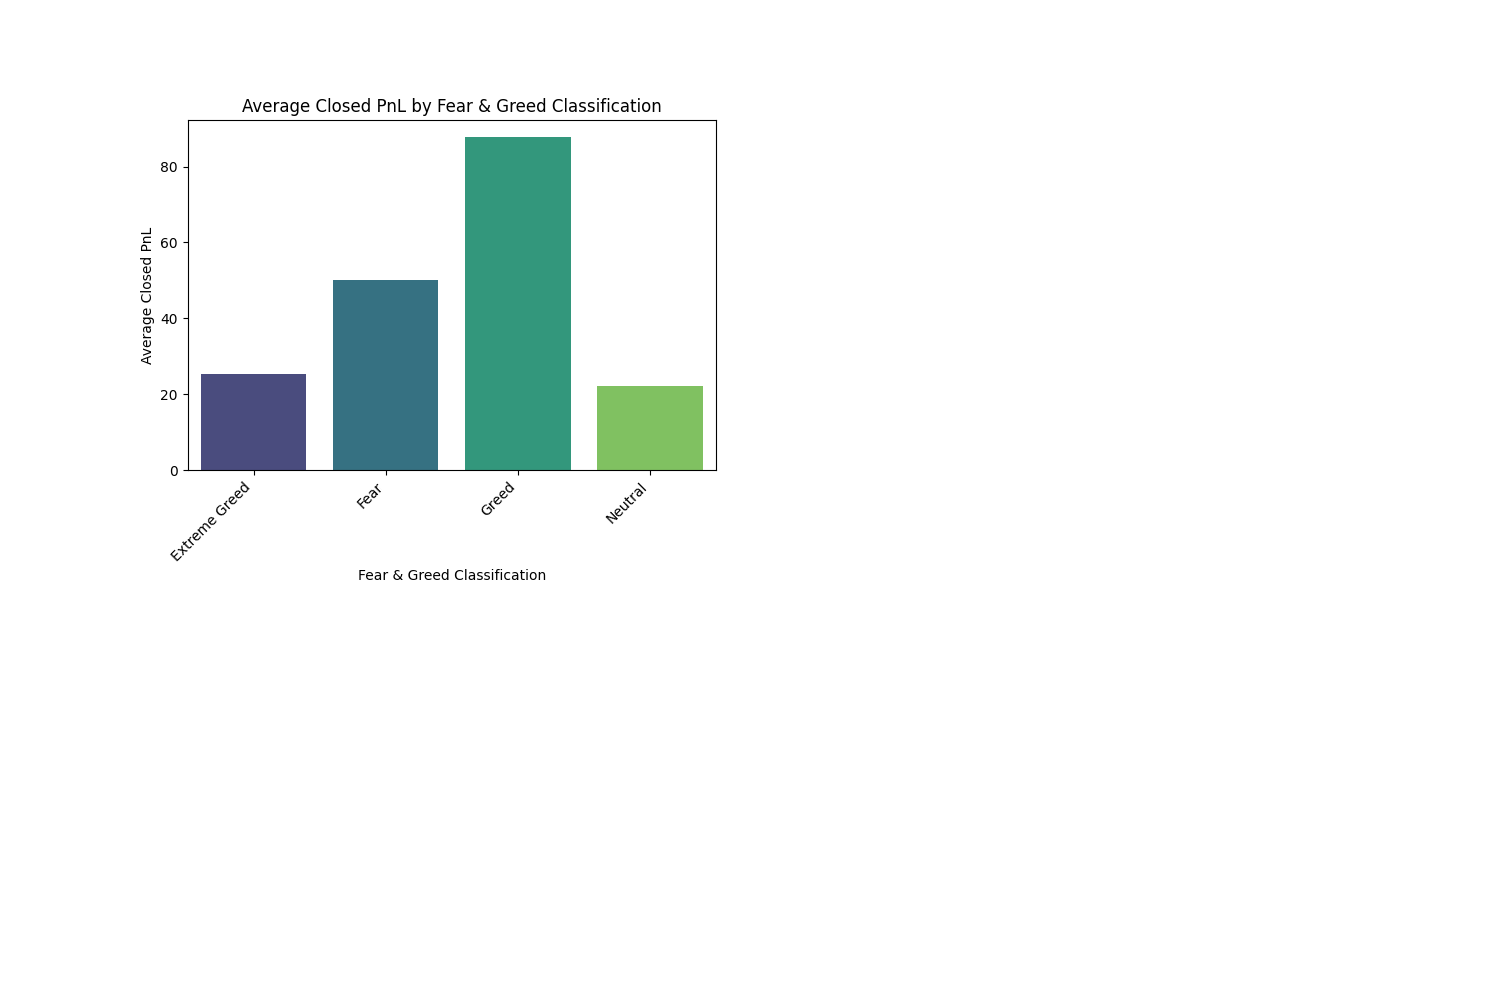 Average Closed PnL by Fear & Greed Classification
Average Closed PnL
80
60
40
20
0
Extreme Greed
Fear
Greed
Neutral
Fear & Greed Classification